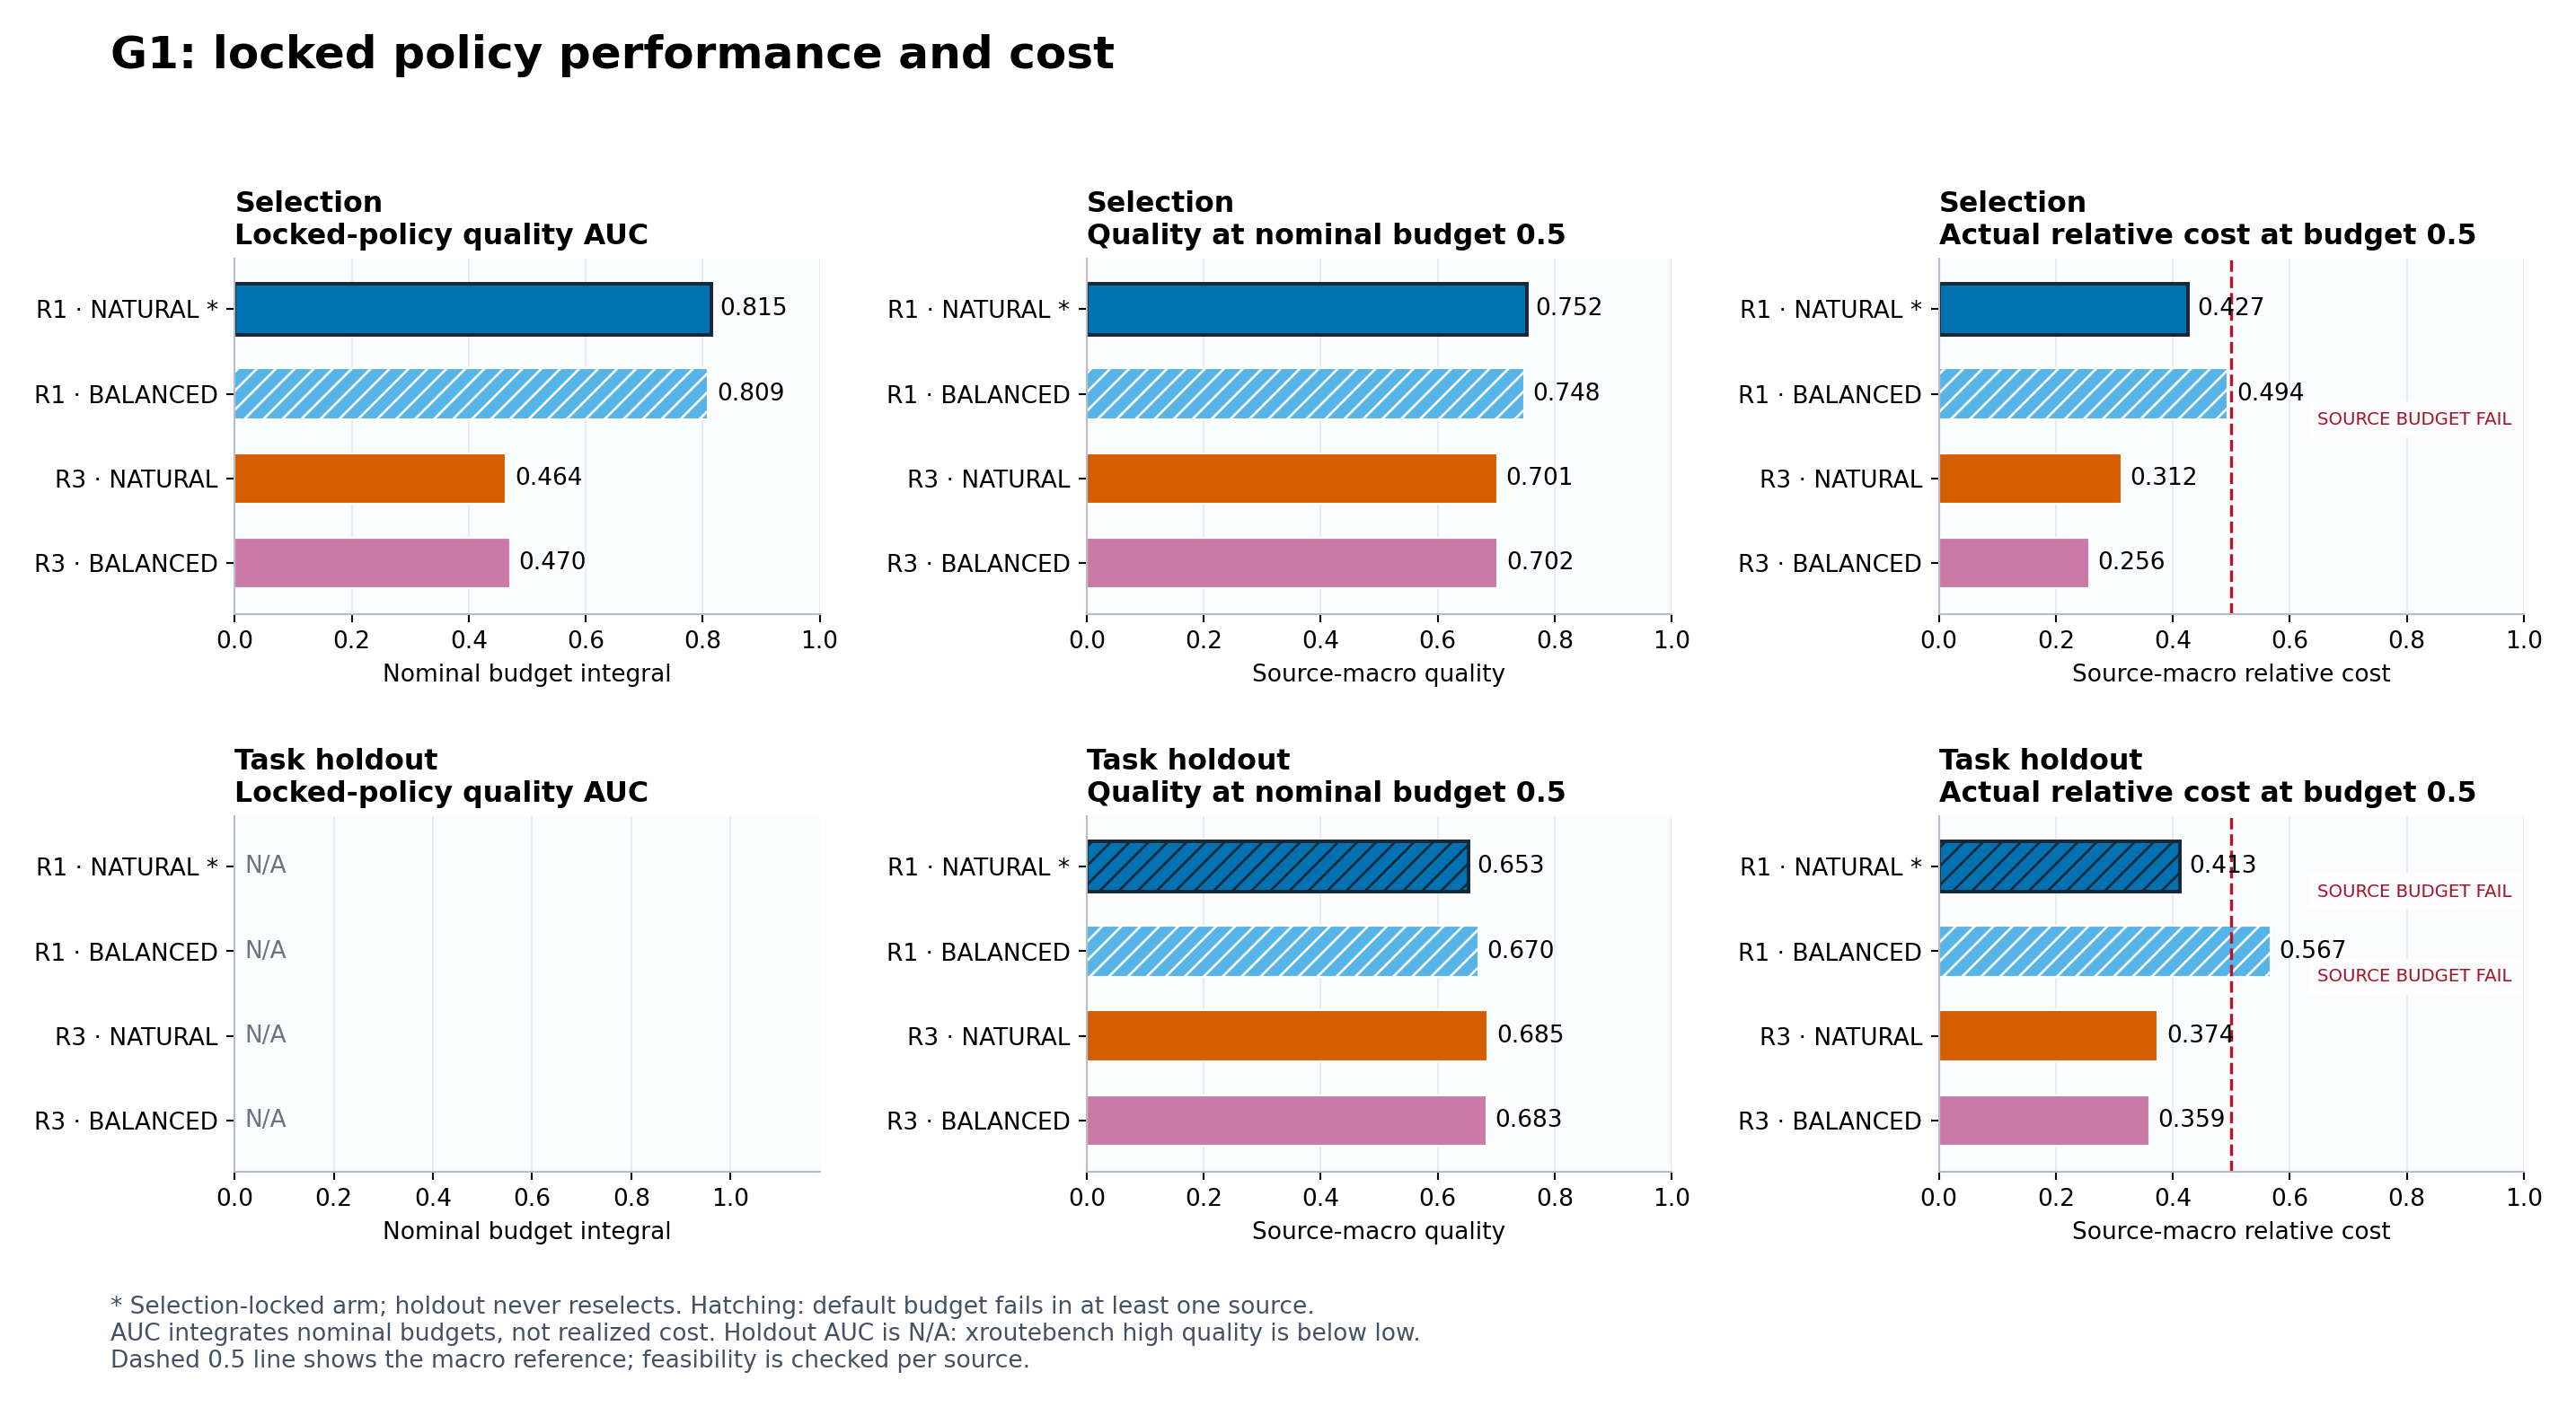 G1: locked policy performance and cost
Selection
Locked-policy quality AUC
R1 · NATURAL *
0.815
R1 · BALANCED
0.809
R3 · NATURAL
0.464
R3 · BALANCED
0.470
0.0 0.2 0.4 0.6 0.8 1.0
Nominal budget integral
Selection
Quality at nominal budget 0.5
R1 · NATURAL *
0.752
R1 · BALANCED
0.748
R3 · NATURAL
0.701
R3 · BALANCED
0.702
0.0 0.2 0.4 0.6 0.8 1.0
Source-macro quality
Selection
Actual relative cost at budget 0.5
R1 · NATURAL *
0.427
R1 · BALANCED
0.494
SOURCE BUDGET FAIL
R3 · NATURAL
0.312
R3 · BALANCED
0.256
0.0 0.2 0.4 0.6 0.8 1.0
Source-macro relative cost
Task holdout
Locked-policy quality AUC
R1 · NATURAL *
N/A
R1 · BALANCED
N/A
R3 · NATURAL
N/A
R3 · BALANCED
N/A
0.0 0.2 0.4 0.6 0.8 1.0
Nominal budget integral
Task holdout
Quality at nominal budget 0.5
R1 · NATURAL *
0.653
R1 · BALANCED
0.670
R3 · NATURAL
0.685
R3 · BALANCED
0.683
0.0 0.2 0.4 0.6 0.8 1.0
Source-macro quality
Task holdout
Actual relative cost at budget 0.5
R1 · NATURAL *
0.413
SOURCE BUDGET FAIL
R1 · BALANCED
0.567
SOURCE BUDGET FAIL
R3 · NATURAL
0.374
R3 · BALANCED
0.359
0.0 0.2 0.4 0.6 0.8 1.0
Source-macro relative cost
* Selection-locked arm; holdout never reselects. Hatching: default budget fails in at least one source.
AUC integrates nominal budgets, not realized cost. Holdout AUC is N/A: xroutebench high quality is below low.
Dashed 0.5 line shows the macro reference; feasibility is checked per source.